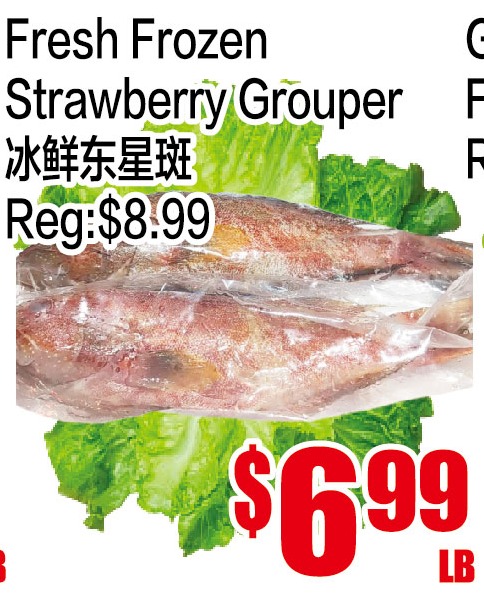 Fresh Frozen
Strawberry Grouper
冰鲜东星斑
Reg:$8.99
$6.99
LB